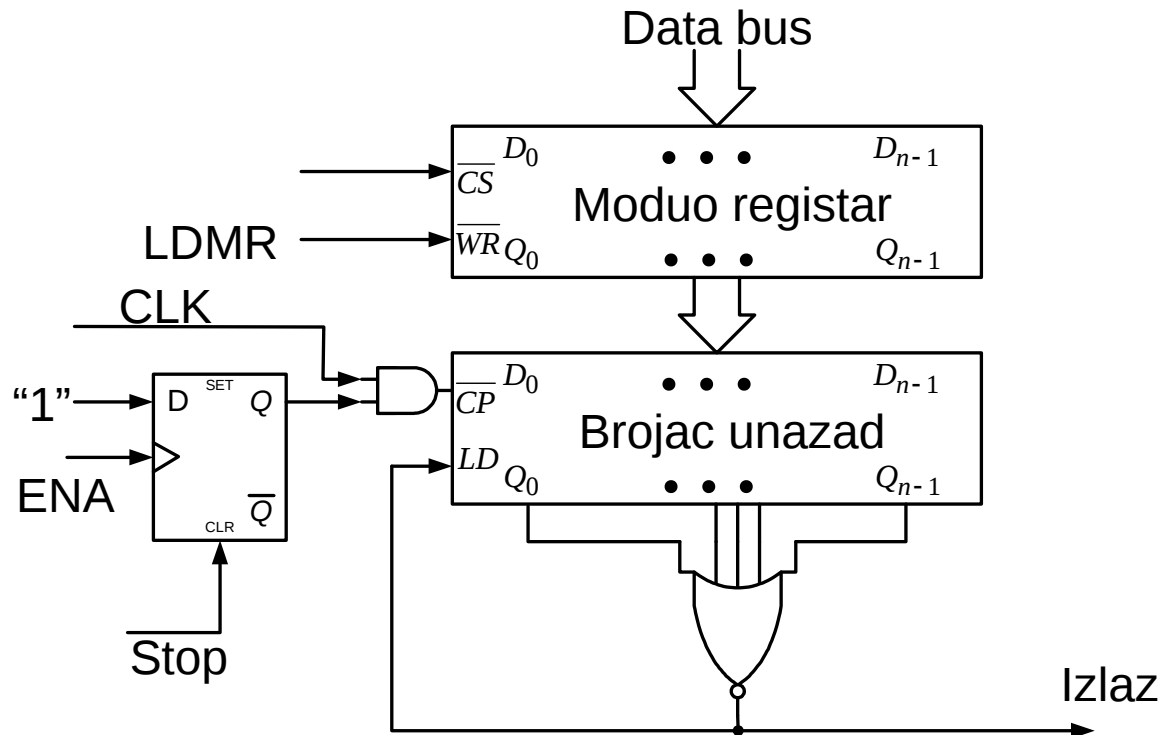 Data bus
D0 Dn-1
CS
Moduo registar
LDMR
WR Q0 Qn-1
CLK
D0 Dn-1
CP
“1”
D SET Q
Brojac unazad
LD
Q0 Qn-1
ENA
Q
CLR
Stop
Izlaz